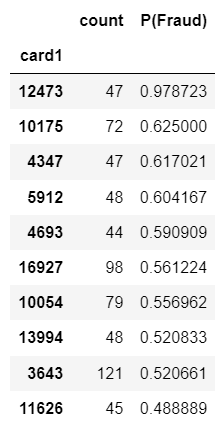 count P(Fraud)
card1
12473 47 0.978723
10175 72 0.625000
4347 47 0.617021
5912 48 0.604167
4693 44 0.590909
16927 98 0.561224
10054 79 0.556962
13994 48 0.520833
3643 121 0.520661
11626 45 0.488889